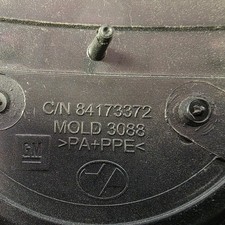 C/N 84173372
MOLD 3088
>PA+PPE<
GM